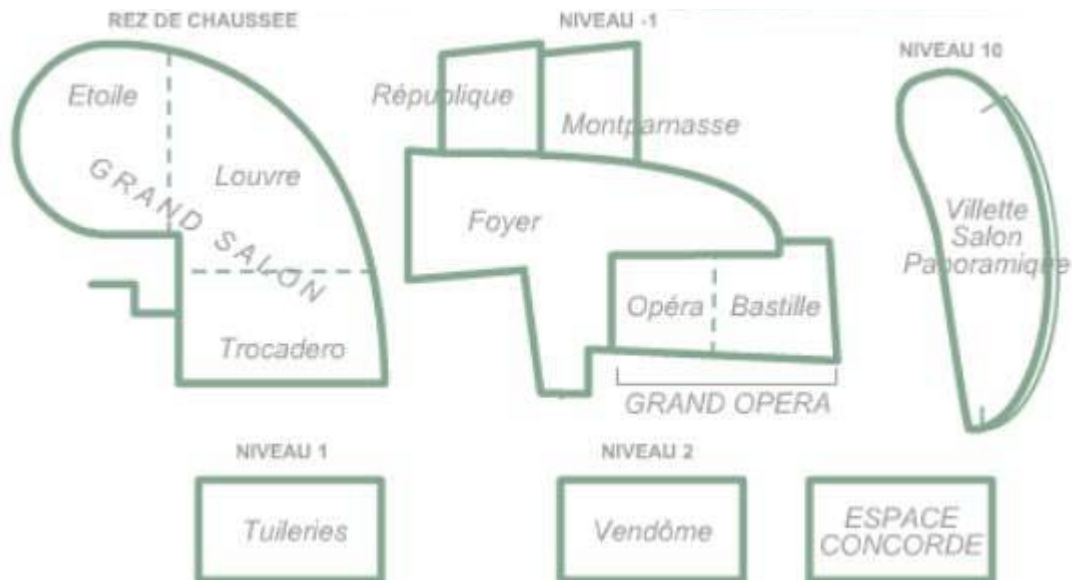 REZ DE CHAUSSEE
Etoile
Louvre
GRAND SALON
Trocadero
NIVEAU -1
République
Montparnasse
Foyer
Opéra
Bastille
GRAND OPERA
NIVEAU 10
Villette
Salon
Panoramique
NIVEAU 1
Tuileries
NIVEAU 2
Vendôme
ESPACE
CONCORDE